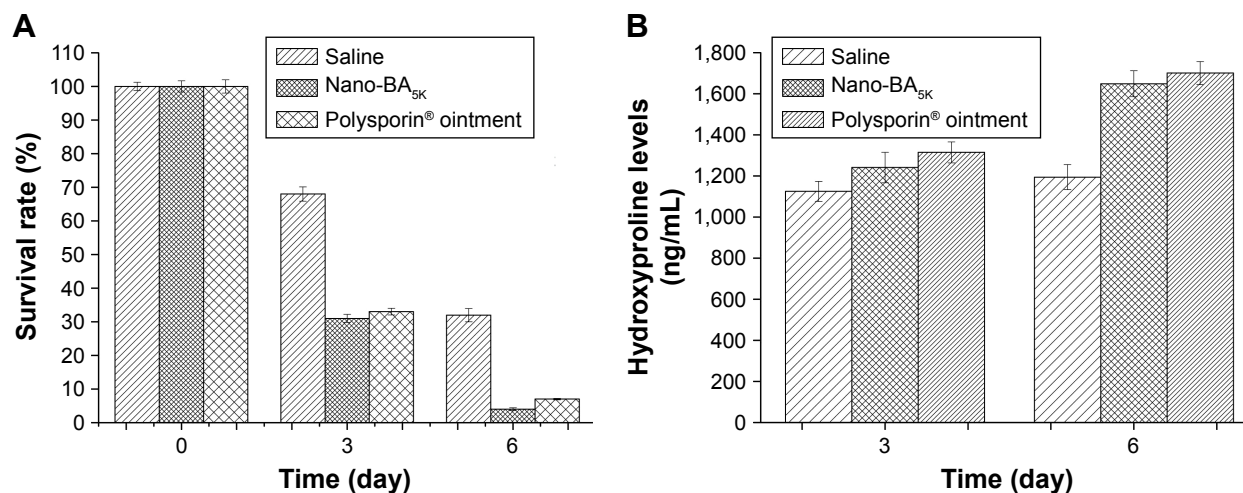 A
Survival rate (%)
110
100
90
80
70
60
50
40
30
20
10
0
Saline
Nano-BA5K
Polysporin® ointment
0
3
6
Time (day)
B
Hydroxyproline levels
(ng/mL)
1,800
1,600
1,400
1,200
1,000
800
600
400
200
0
Saline
Nano-BA5K
Polysporin® ointment
3
6
Time (day)